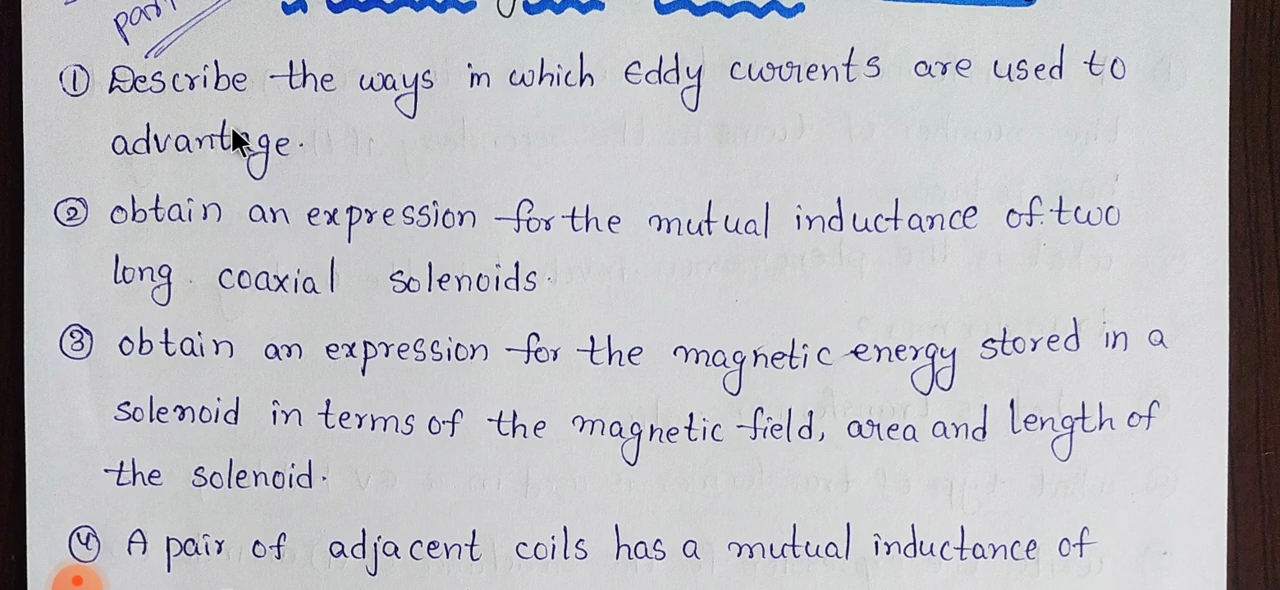 part
① Describe the ways in which Eddy currents are used to
advantage.
② obtain an expression for the mutual inductance of two
long coaxial solenoids.
③ obtain an expression for the magnetic energy stored in a
solenoid in terms of the magnetic field, area and length of
the solenoid.
④ A pair of adjacent coils has a mutual inductance of